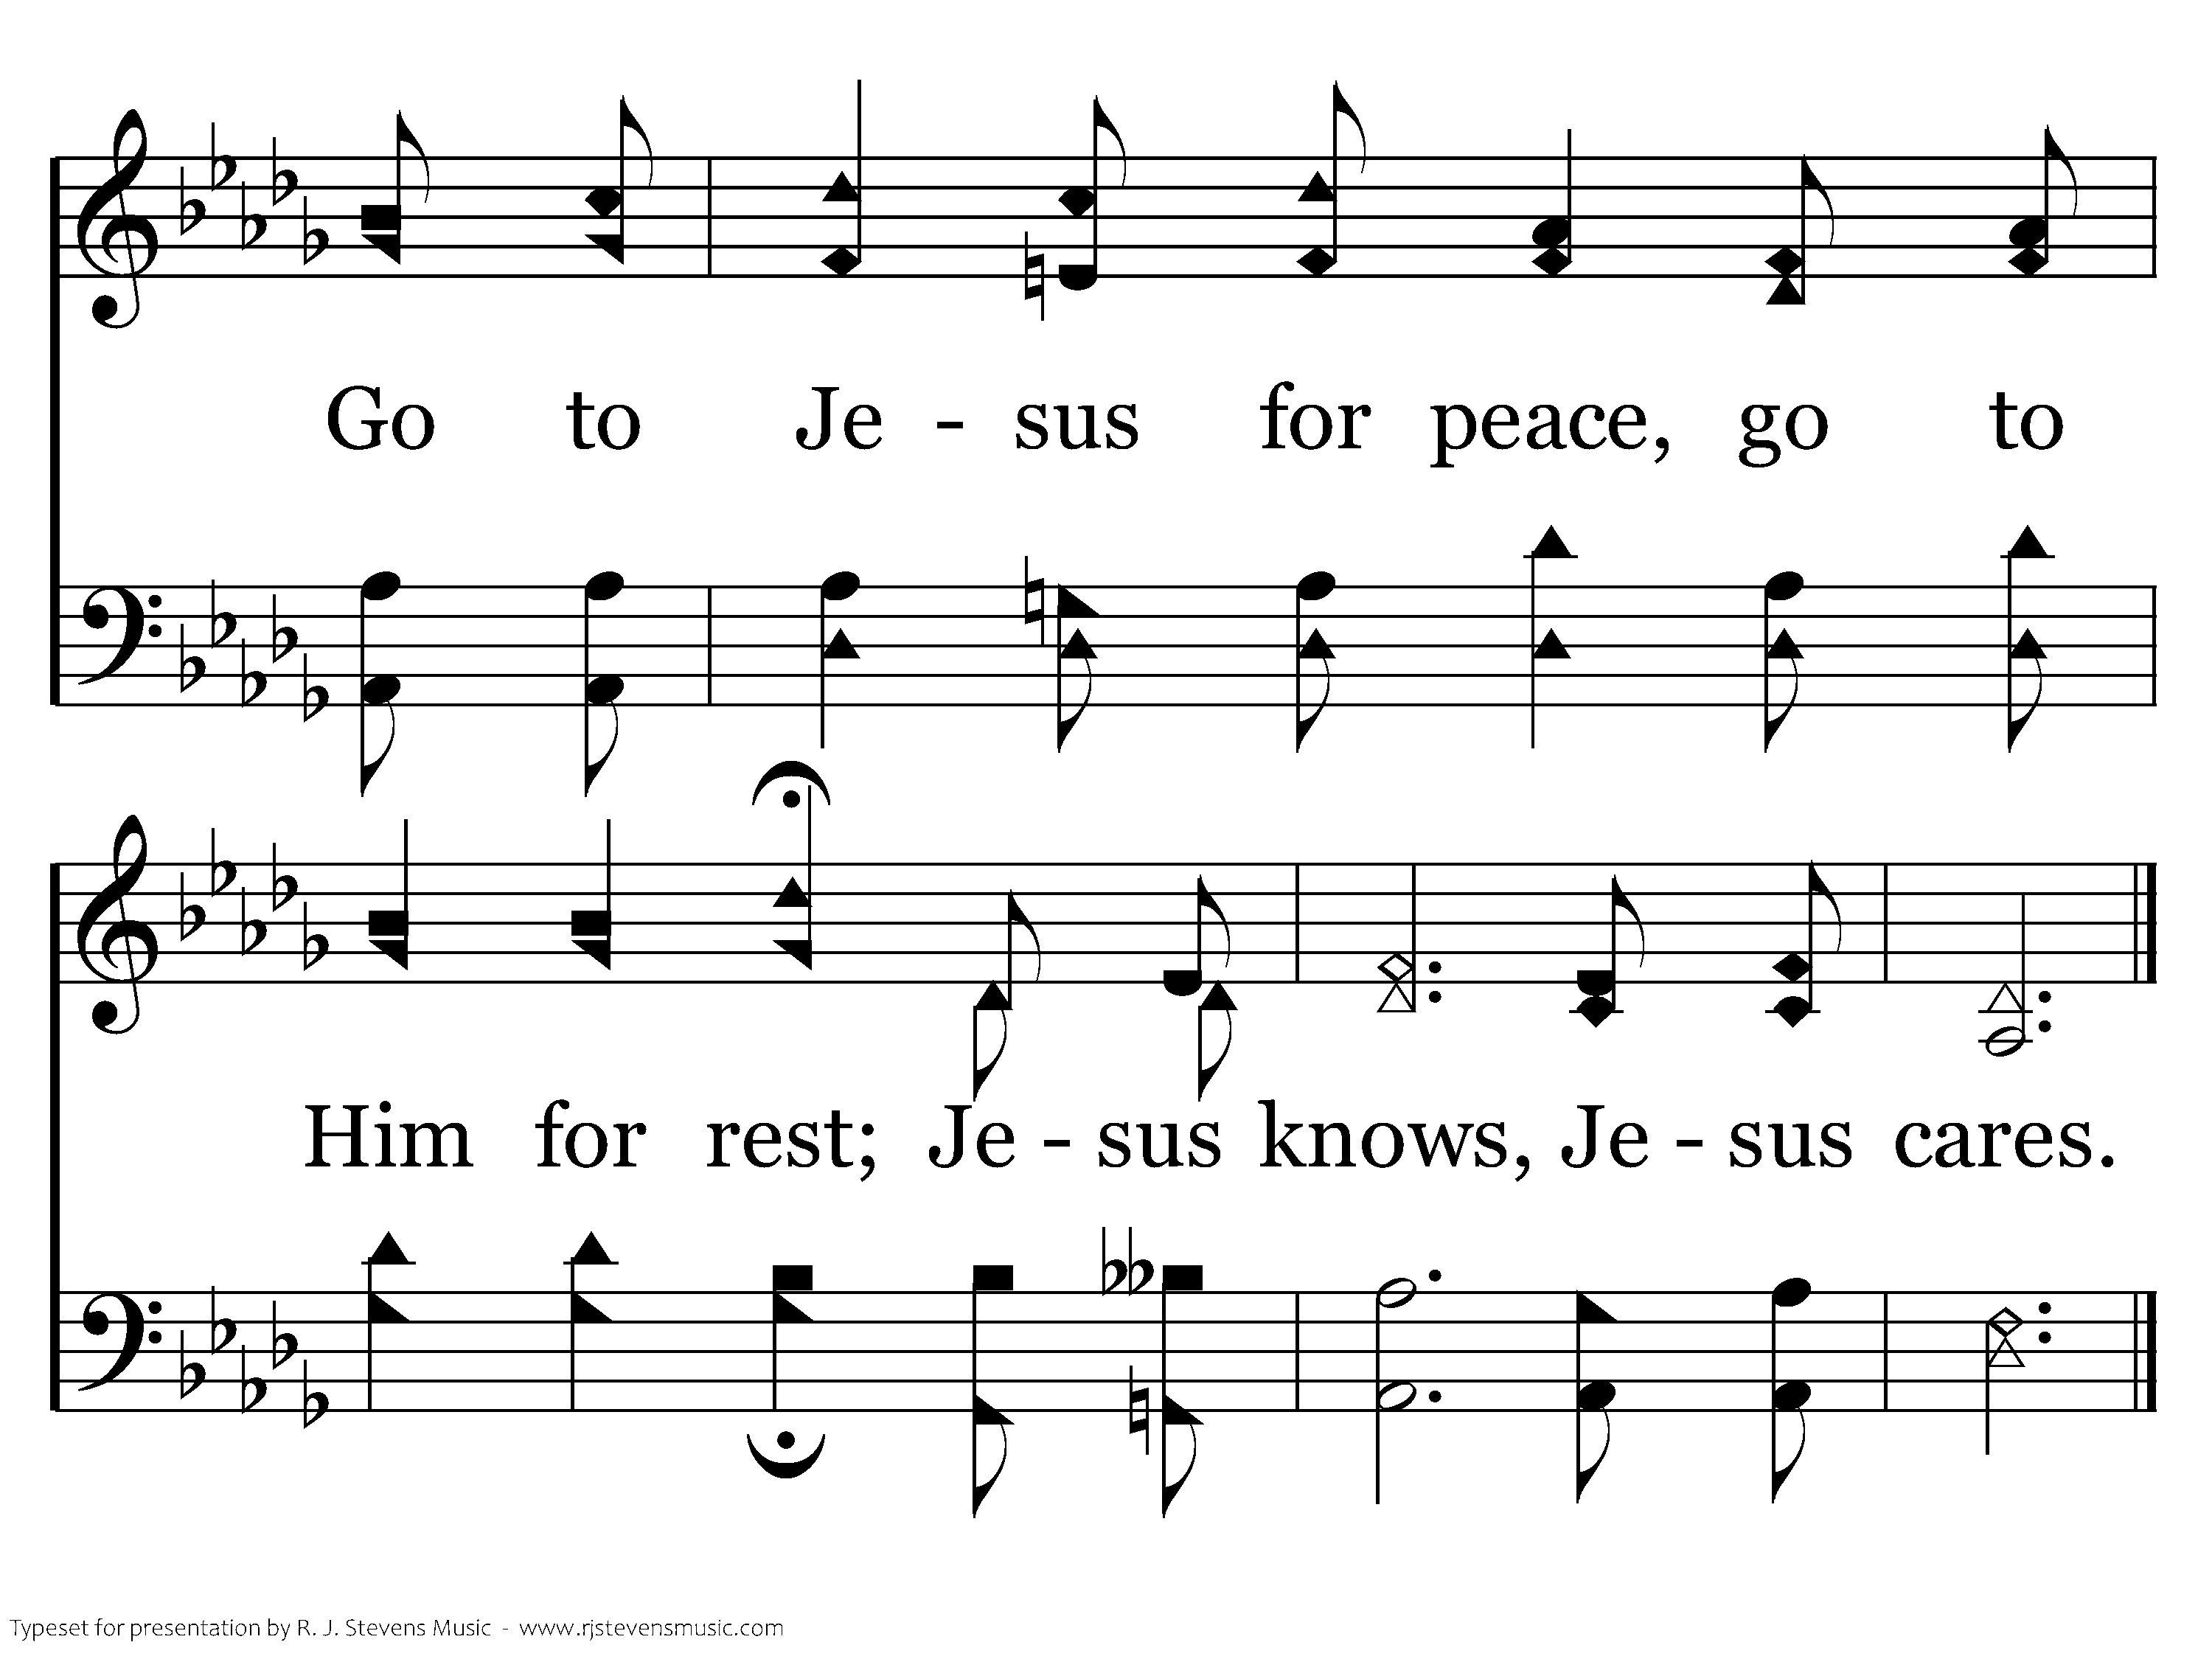 Go to Je - sus for peace, go to
Him for rest; Je - sus knows, Je - sus cares.
Typeset for presentation by R. J. Stevens Music - www.rjstevensmusic.com